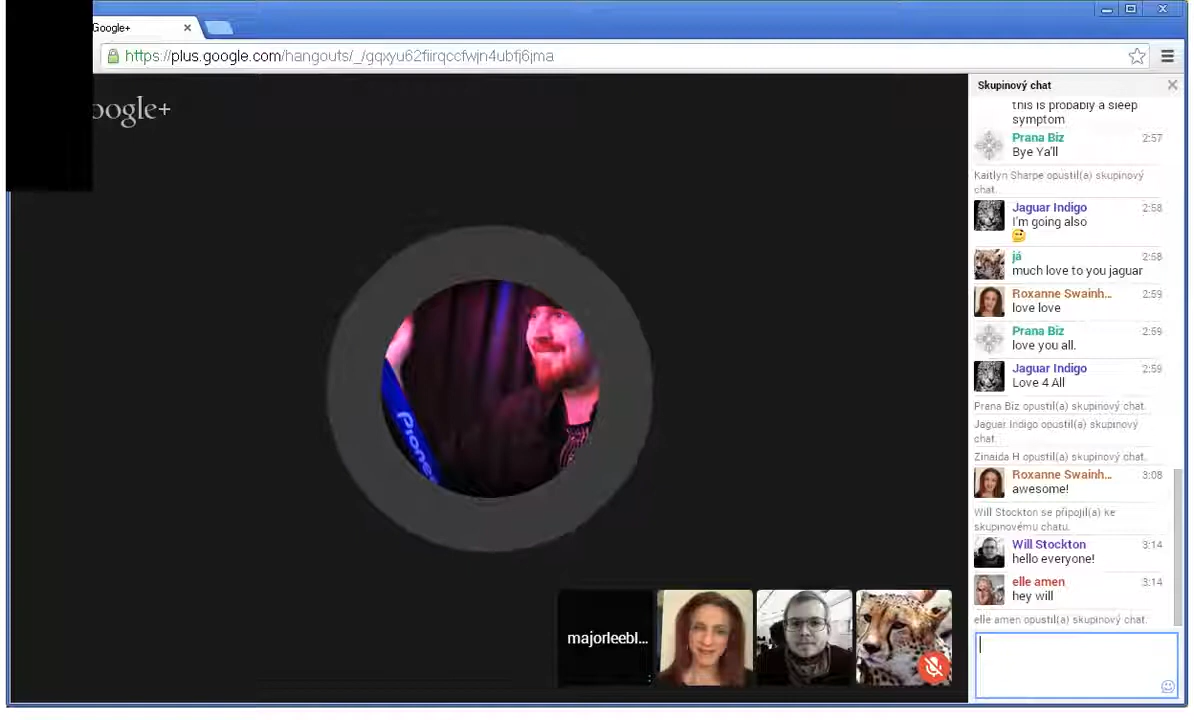 Google+
https://plus.google.com/hangouts/_/gqxyu62fiirqccfwjn4ubfj6jma
oogle+
Skupinový chat
this is probably a sleep
symptom
Prana Biz 2:57
Bye Ya'll
Kaitlyn Sharpe opustil(a) skupinový
chat.
Jaguar Indigo 2:58
I'm going also
já 2:58
much love to you jaguar
Roxanne Swainh... 2:59
love love
Prana Biz 2:59
love you all.
Jaguar Indigo 2:59
Love 4 All
Prana Biz opustil(a) skupinový chat.
Jaguar Indigo opustil(a) skupinový
chat.
Zinaida H opustil(a) skupinový chat.
Roxanne Swainh... 3:08
awesome!
Will Stockton se připojil(a) ke
skupinovému chatu.
Will Stockton 3:14
hello everyone!
elle amen 3:14
hey will
elle amen opustil(a) skupinový chat.
Pionee
majorleebl...